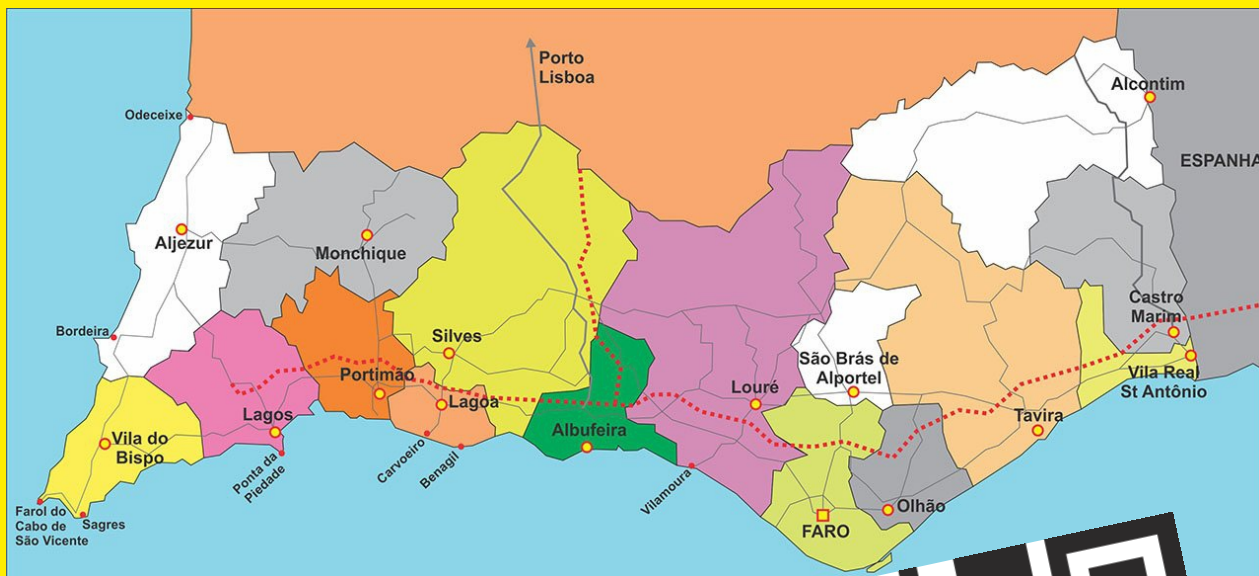 Porto
Lisboa
Alcontim
Odeceixe
ESPANHA
Aljezur
Monchique
Bordeira
Castro
Marim
Silves
São Brás de
Alportel
Vila Real
St Antônio
Portimão
Louré
Lagoa
Lagos
Tavira
Albufeira
Vila do
Bispo
Carvoeiro
Benagil
Ponta da
Piedade
Vilamoura
Olhão
Farol do
Cabo de
São Vicente
Sagres
FARO